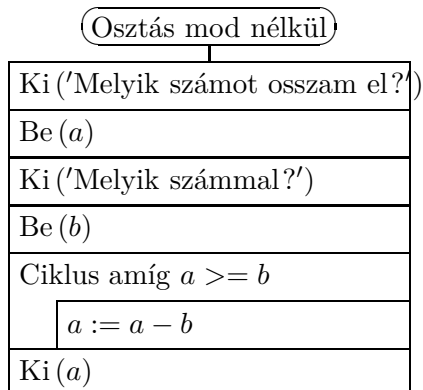 Osztás mod nélkül
Ki ('Melyik számot osszam el?')
Be (a)
Ki ('Melyik számmal?')
Be (b)
Ciklus amíg a >= b
a := a − b
Ki (a)